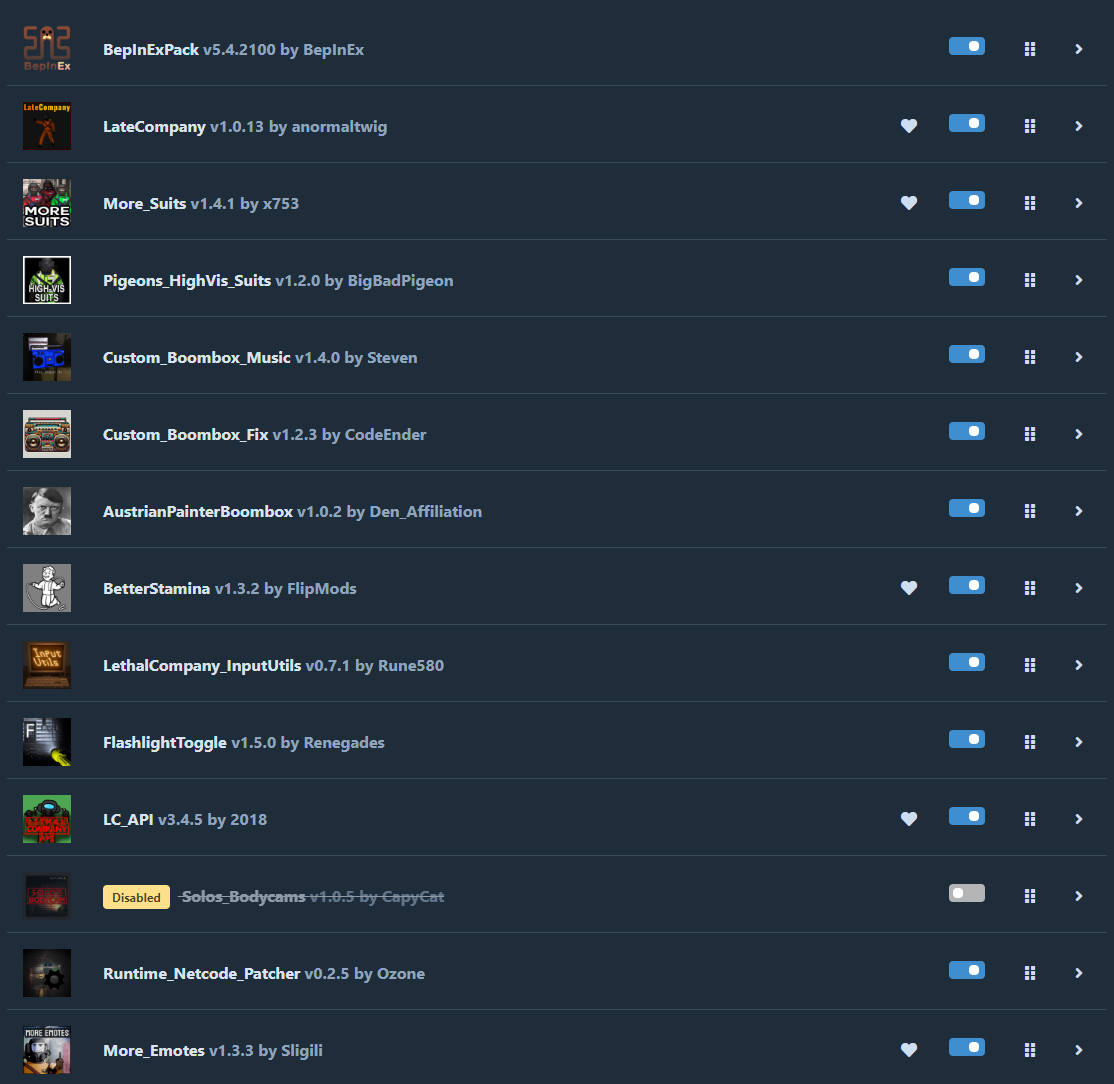 BepInEx
BepInExPack v5.4.2100 by BepInEx
LateCompany
LateCompany v1.0.13 by anormaltwig
MORE
SUITS
More_Suits v1.4.1 by x753
HIGH-VIS
SUITS
Pigeons_HighVis_Suits v1.2.0 by BigBadPigeon
Custom_Boombox_Music v1.4.0 by Steven
Custom_Boombox_Fix v1.2.3 by CodeEnder
AustrianPainterBoombox v1.0.2 by Den_Affiliation
BetterStamina v1.3.2 by FlipMods
Input
Utils
LethalCompany_InputUtils v0.7.1 by Rune580
F
FlashlightToggle v1.5.0 by Renegades
LETHAL
COMPANY
API
LC_API v3.4.5 by 2018
Disabled Solos_Bodycams v1.0.5 by CapyCat
Runtime_Netcode_Patcher v0.2.5 by Ozone
MORE EMOTES
More_Emotes v1.3.3 by Sligili